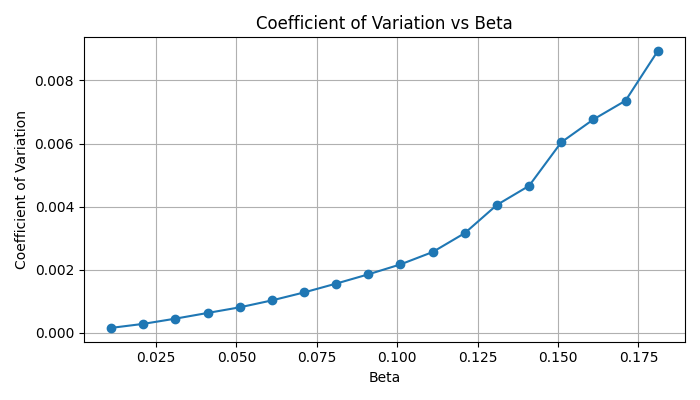 Coefficient of Variation vs Beta
Coefficient of Variation
0.008
0.006
0.004
0.002
0.000
0.025 0.050 0.075 0.100 0.125 0.150 0.175
Beta